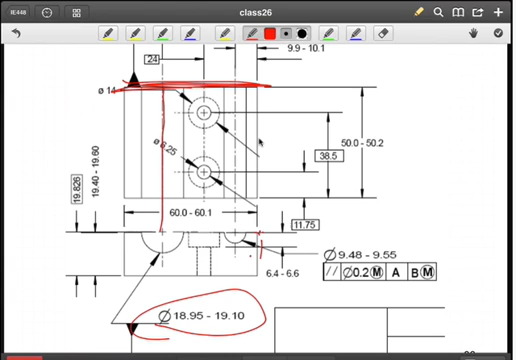 IE448
class26
9.9 - 10.1
24
ø 14
ø 8.25
50.0 - 50.2
38.5
19.826
19.40 - 19.60
60.0 - 60.1
11.75
6.4 - 6.6
∅ 9.48 - 9.55
// ∅0.2 Ⓜ A B Ⓜ
∅ 18.95 - 19.10